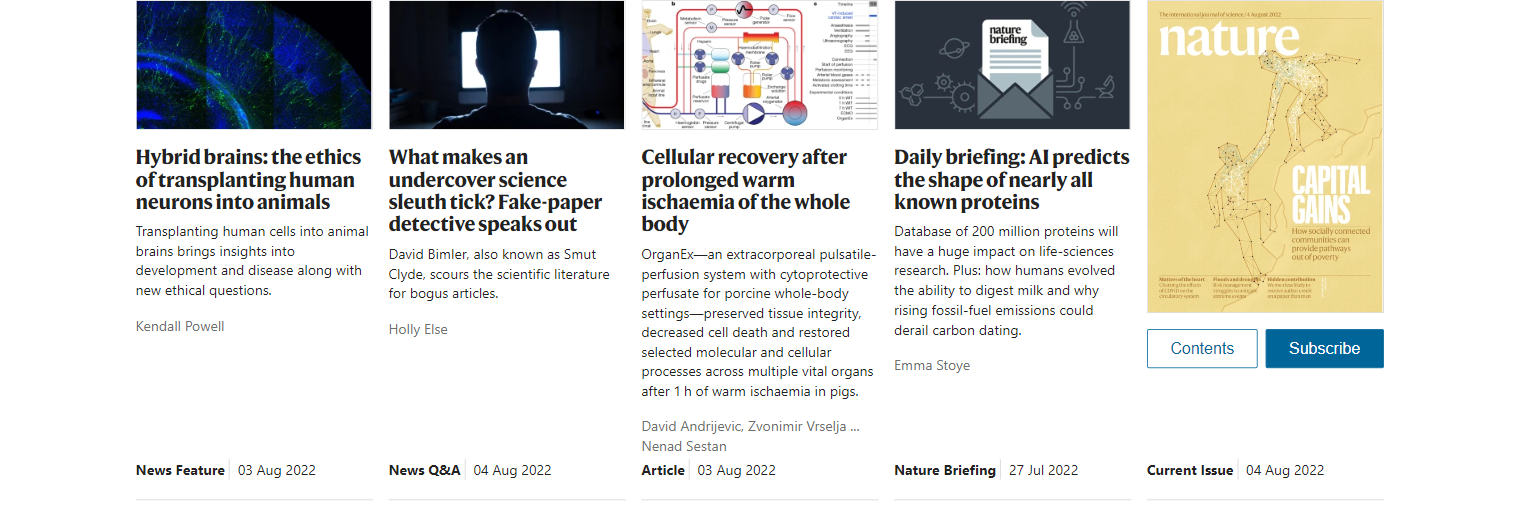 Hybrid brains: the ethics
of transplanting human
neurons into animals
Transplanting human cells into animal
brains brings insights into
development and disease along with
new ethical questions.
Kendall Powell
News Feature 03 Aug 2022
What makes an
undercover science
sleuth tick? Fake-paper
detective speaks out
David Bimler, also known as Smut
Clyde, scours the scientific literature
for bogus articles.
Holly Else
News Q&A 04 Aug 2022
Cellular recovery after
prolonged warm
ischaemia of the whole
body
OrganEx—an extracorporeal pulsatile-
perfusion system with cytoprotective
perfusate for porcine whole-body
settings—preserved tissue integrity,
decreased cell death and restored
selected molecular and cellular
processes across multiple vital organs
after 1 h of warm ischaemia in pigs.
David Andrijevic, Zvonimir Vrselja ...
Nenad Sestan
Article 03 Aug 2022
nature
briefing
Daily briefing: AI predicts
the shape of nearly all
known proteins
Database of 200 million proteins will
have a huge impact on life-sciences
research. Plus: how humans evolved
the ability to digest milk and why
rising fossil-fuel emissions could
derail carbon dating.
Emma Stoye
Nature Briefing 27 Jul 2022
The international journal of science / 4 August 2022
nature
CAPITAL
GAINS
How socially connected
communities can
provide pathways
out of poverty
Contents
Subscribe
Current Issue 04 Aug 2022